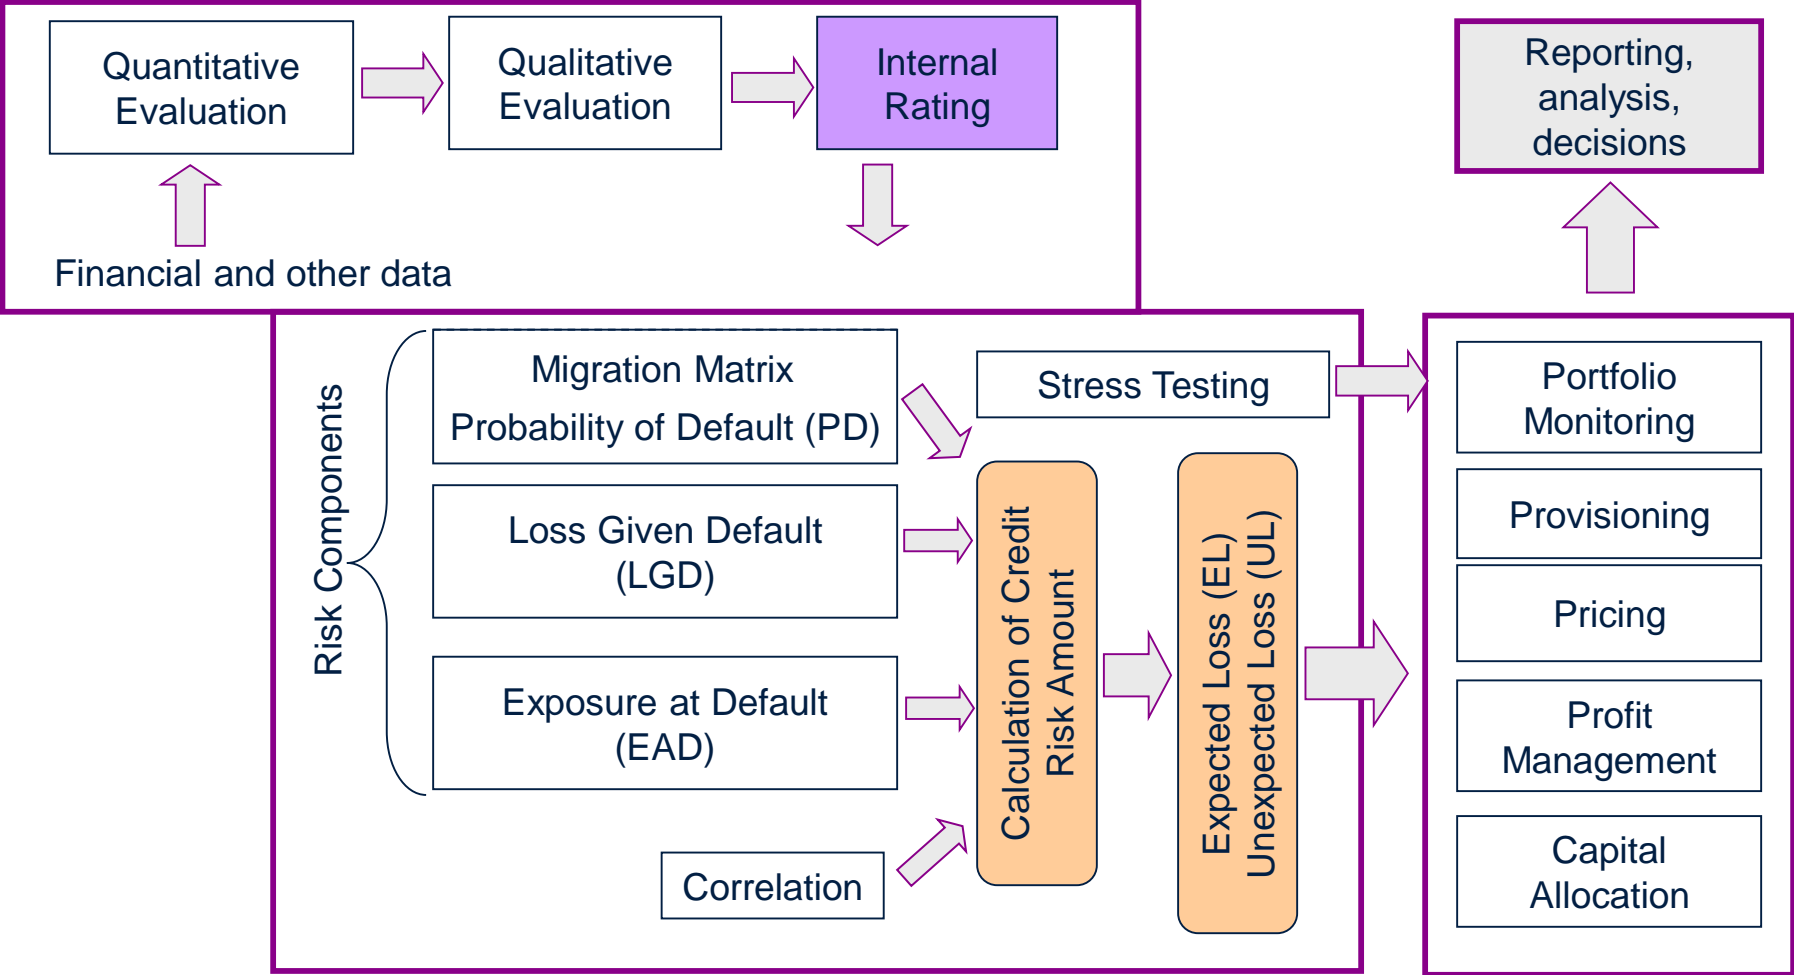 Quantitative
Evaluation
Qualitative
Evaluation
Internal
Rating
Financial and other data
Reporting,
analysis,
decisions
Risk Components
Migration Matrix
Probability of Default (PD)
Loss Given Default
(LGD)
Exposure at Default
(EAD)
Correlation
Stress Testing
Calculation of Credit
Risk Amount
Expected Loss (EL)
Unexpected Loss (UL)
Portfolio
Monitoring
Provisioning
Pricing
Profit
Management
Capital
Allocation